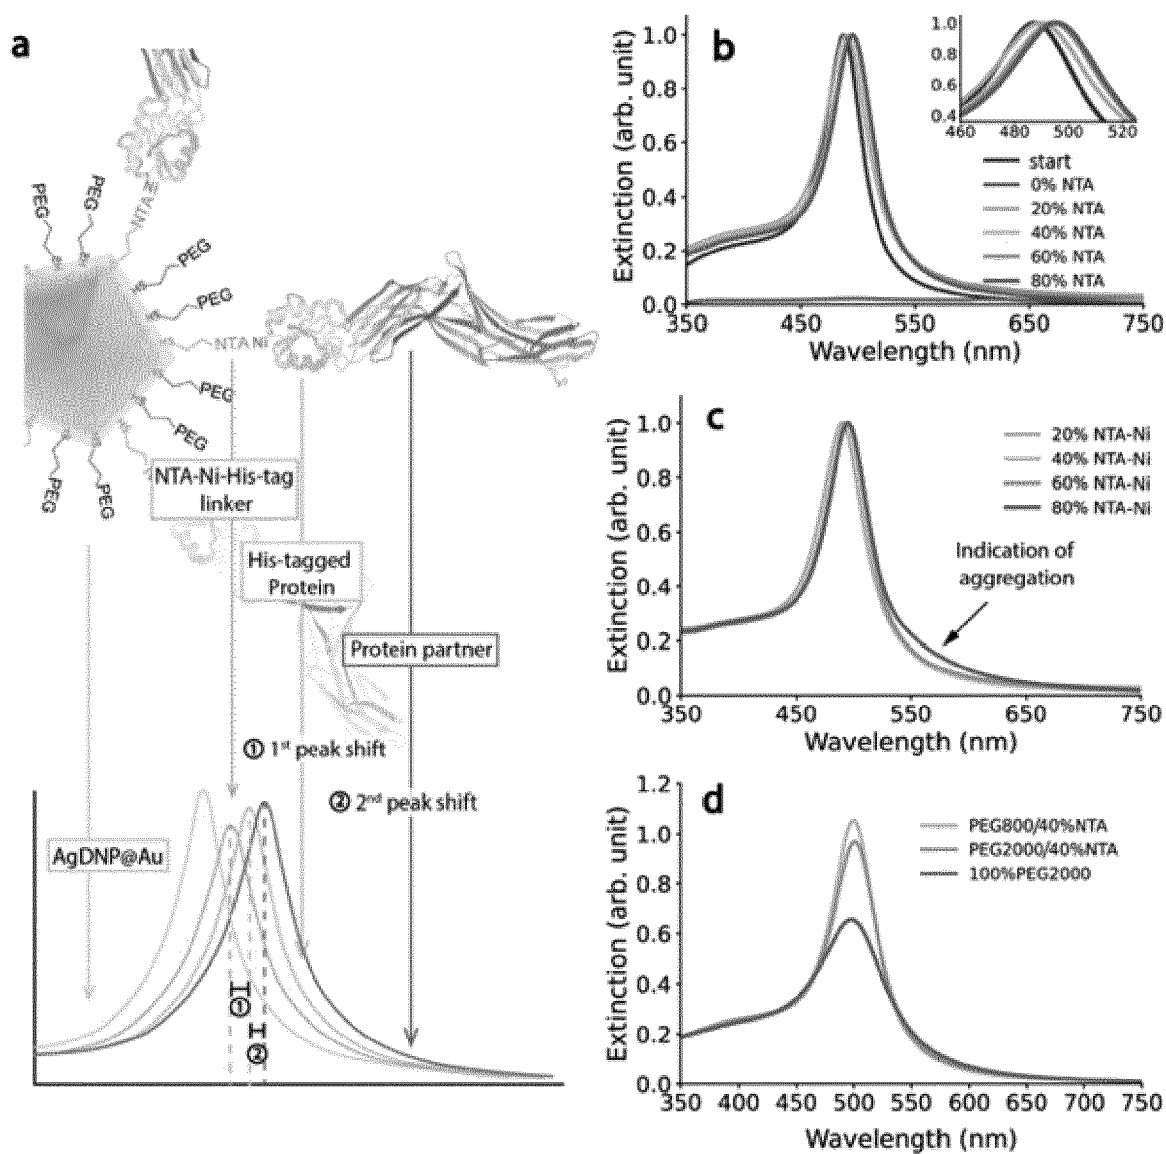 a
PEG
PEG
NTA Ni
PEG
PEG
NTA Ni
PEG
PEG
PEG
PEG
NTA-Ni-His-tag
linker
His-tagged
Protein
Protein partner
① 1st peak shift
② 2nd peak shift
AgDNP@Au
①
②
b
Extinction (arb. unit)
1.0
0.8
0.6
0.4
0.2
0.0
350
450
550
650
750
Wavelength (nm)
1.0
0.8
0.6
0.4
460
480
500
520
start
0% NTA
20% NTA
40% NTA
60% NTA
80% NTA
c
Extinction (arb. unit)
1.0
0.8
0.6
0.4
0.2
0.0
350
450
550
650
750
Wavelength (nm)
20% NTA-Ni
40% NTA-Ni
60% NTA-Ni
80% NTA-Ni
Indication of
aggregation
d
Extinction (arb. unit)
1.2
1.0
0.8
0.6
0.4
0.2
0.0
350 400 450 500 550 600 650 700 750
Wavelength (nm)
PEG800/40%NTA
PEG2000/40%NTA
100%PEG2000